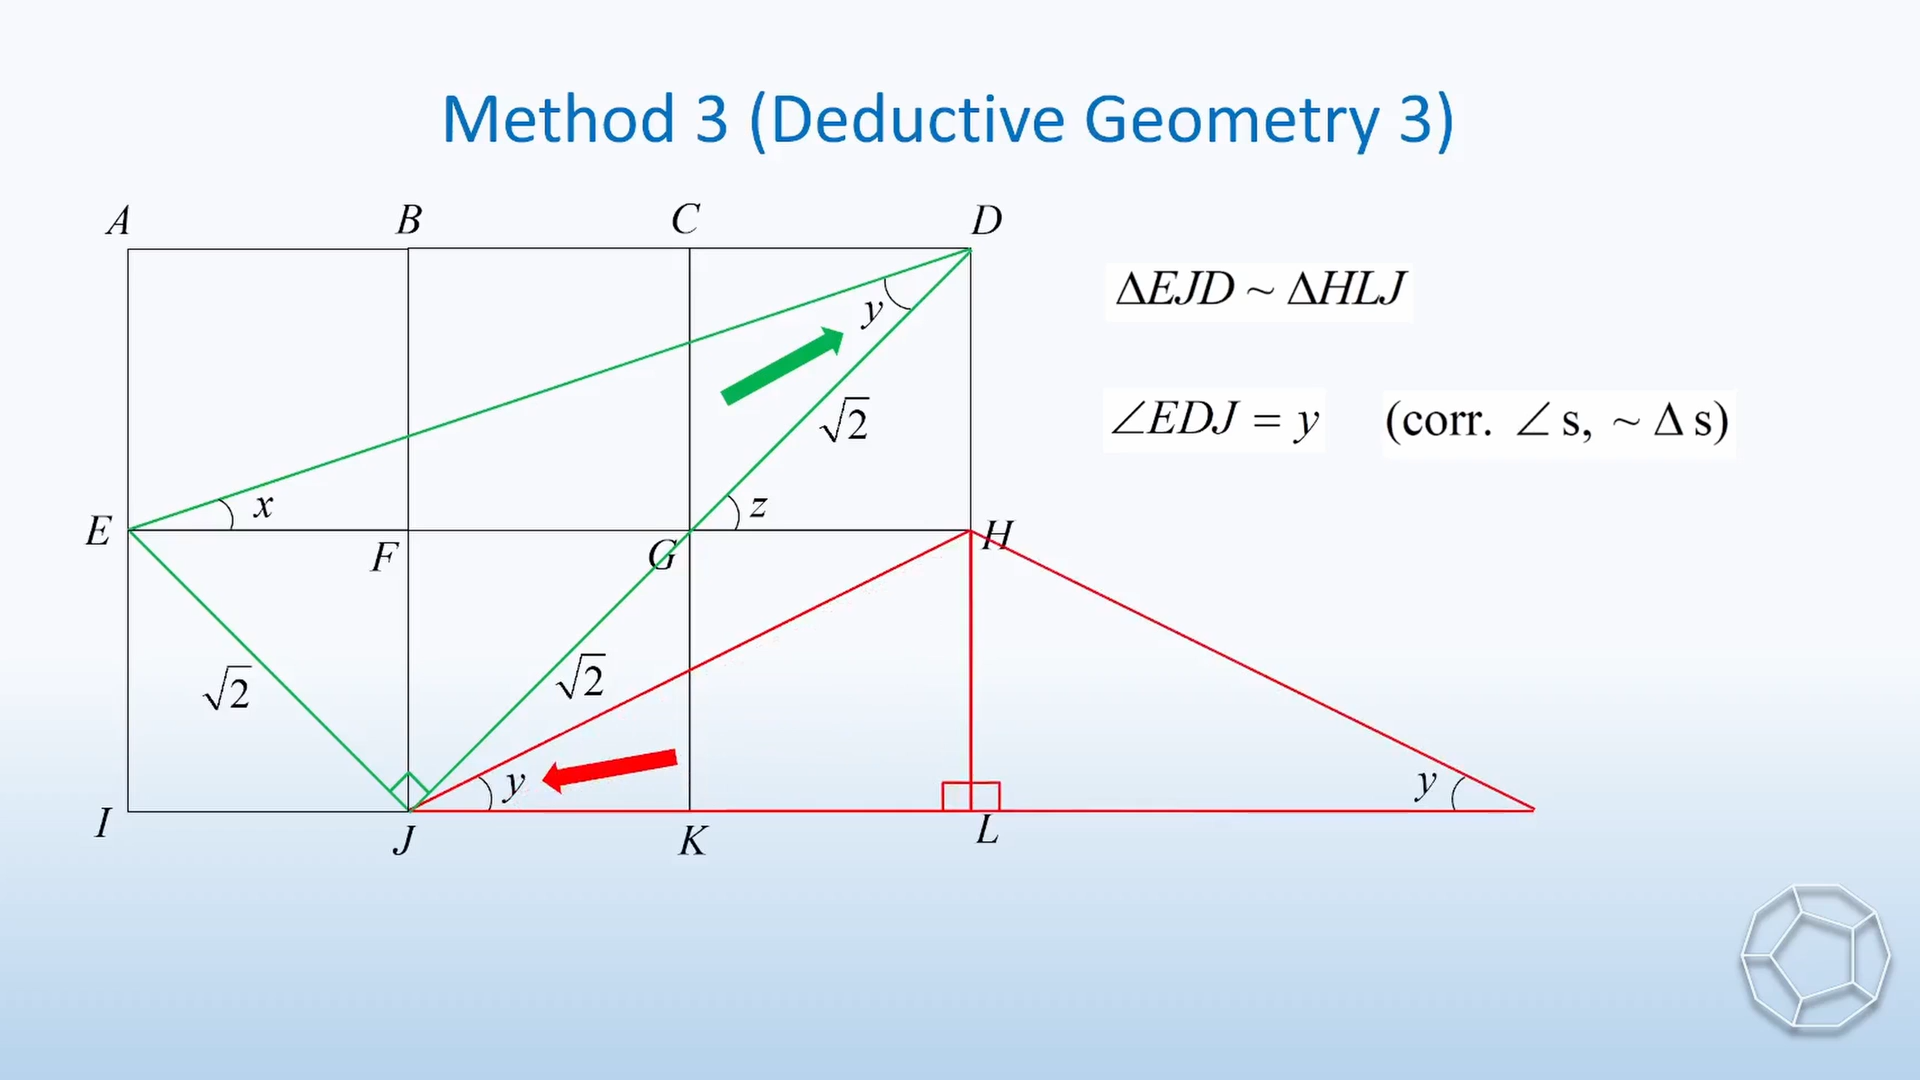 Method 3 (Deductive Geometry 3)
A B C D
ΔEJD ~ ΔHLJ
y
√2
∠EDJ = y (corr. ∠s, ~ Δs)
x z
E F G H
√2 √2
y y
I J K L